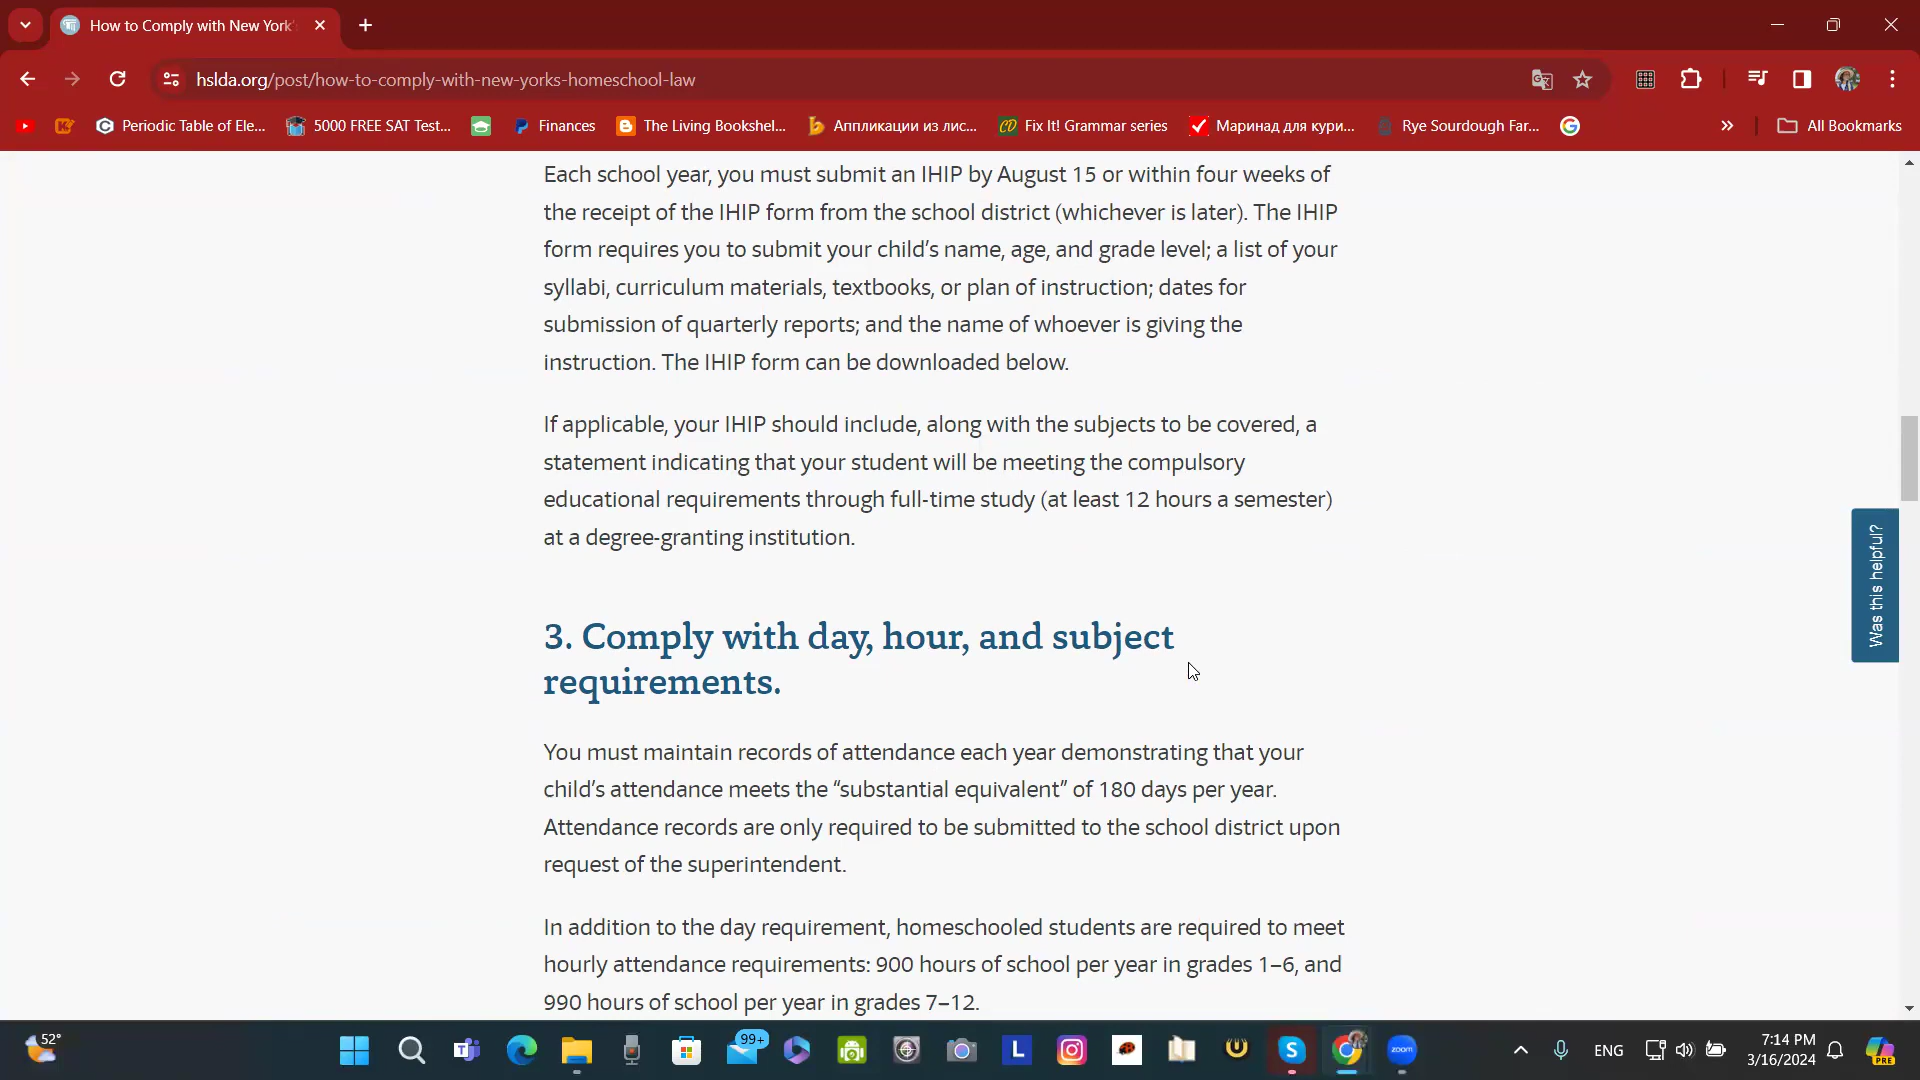 How to Comply with New York
hslda.org/post/how-to-comply-with-new-yorks-homeschool-law
Periodic Table of Ele...
5000 FREE SAT Test...
Finances
The Living Bookshel...
Аппликации из лис...
Fix It! Grammar series
Маринад для кури...
Rye Sourdough Far...
All Bookmarks
Each school year, you must submit an IHIP by August 15 or within four weeks of
the receipt of the IHIP form from the school district (whichever is later). The IHIP
form requires you to submit your child’s name, age, and grade level; a list of your
syllabi, curriculum materials, textbooks, or plan of instruction; dates for
submission of quarterly reports; and the name of whoever is giving the
instruction. The IHIP form can be downloaded below.
If applicable, your IHIP should include, along with the subjects to be covered, a
statement indicating that your student will be meeting the compulsory
educational requirements through full-time study (at least 12 hours a semester)
at a degree-granting institution.
Was this helpful?
3. Comply with day, hour, and subject
requirements.
You must maintain records of attendance each year demonstrating that your
child’s attendance meets the “substantial equivalent” of 180 days per year.
Attendance records are only required to be submitted to the school district upon
request of the superintendent.
In addition to the day requirement, homeschooled students are required to meet
hourly attendance requirements: 900 hours of school per year in grades 1–6, and
990 hours of school per year in grades 7–12.
52°
99+
L
S
zoom
ENG
7:14 PM
3/16/2024
PRE